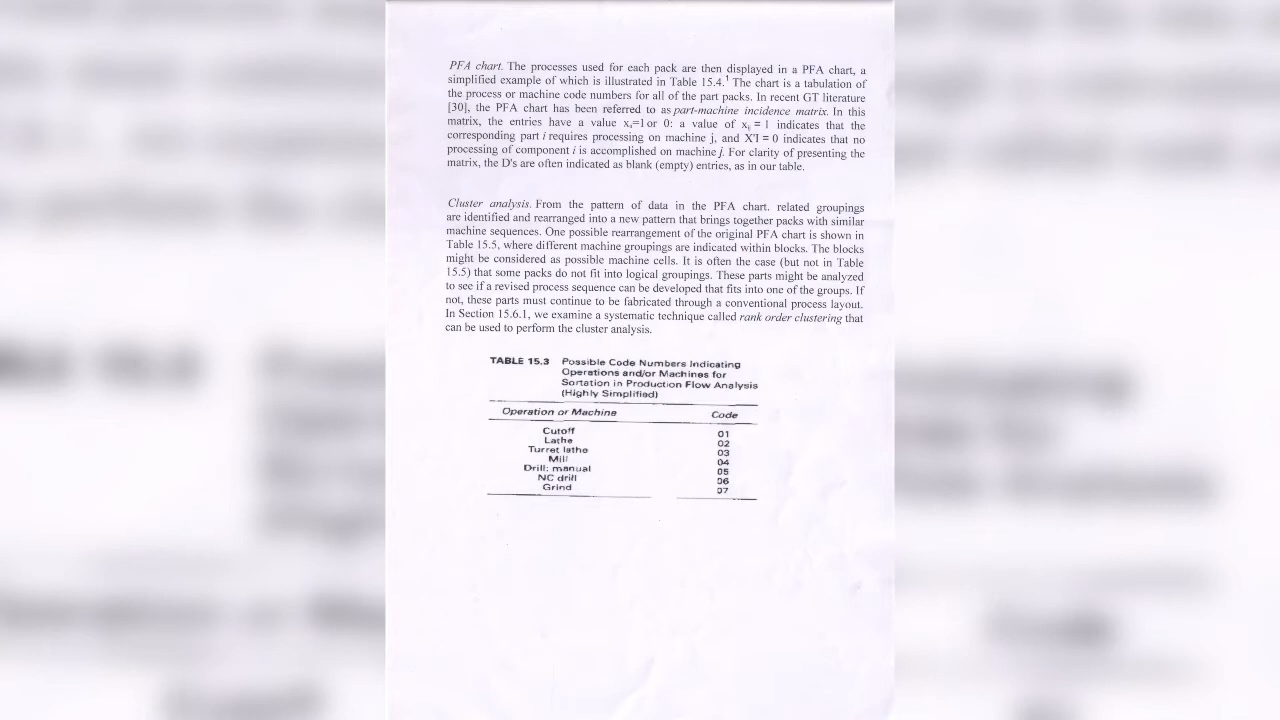 PFA chart. The processes used for each pack are then displayed in a PFA chart, a
simplified example of which is illustrated in Table 15.4.¹ The chart is a tabulation of
the process or machine code numbers for all of the part packs. In recent GT literature
[30], the PFA chart has been referred to as part-machine incidence matrix. In this
matrix, the entries have a value xᵢⱼ=1or 0: a value of xᵢⱼ = 1 indicates that the
corresponding part i requires processing on machine j, and X'I = 0 indicates that no
processing of component i is accomplished on machine j. For clarity of presenting the
matrix, the D's are often indicated as blank (empty) entries, as in our table.
Cluster analysis. From the pattern of data in the PFA chart. related groupings
are identified and rearranged into a new pattern that brings together packs with similar
machine sequences. One possible rearrangement of the original PFA chart is shown in
Table 15.5, where different machine groupings are indicated within blocks. The blocks
might be considered as possible machine cells. It is often the case (but not in Table
15.5) that some packs do not fit into logical groupings. These parts might be analyzed
to see if a revised process sequence can be developed that fits into one of the groups. If
not, these parts must continue to be fabricated through a conventional process layout.
In Section 15.6.1, we examine a systematic technique called rank order clustering that
can be used to perform the cluster analysis.
TABLE 15.3 Possible Code Numbers Indicating
Operations and/or Machines for
Sortation in Production Flow Analysis
(Highly Simplified)
Operation or Machine Code
Cutoff 01
Lathe 02
Turret lathe 03
Mill 04
Drill: manual 05
NC drill 06
Grind 07